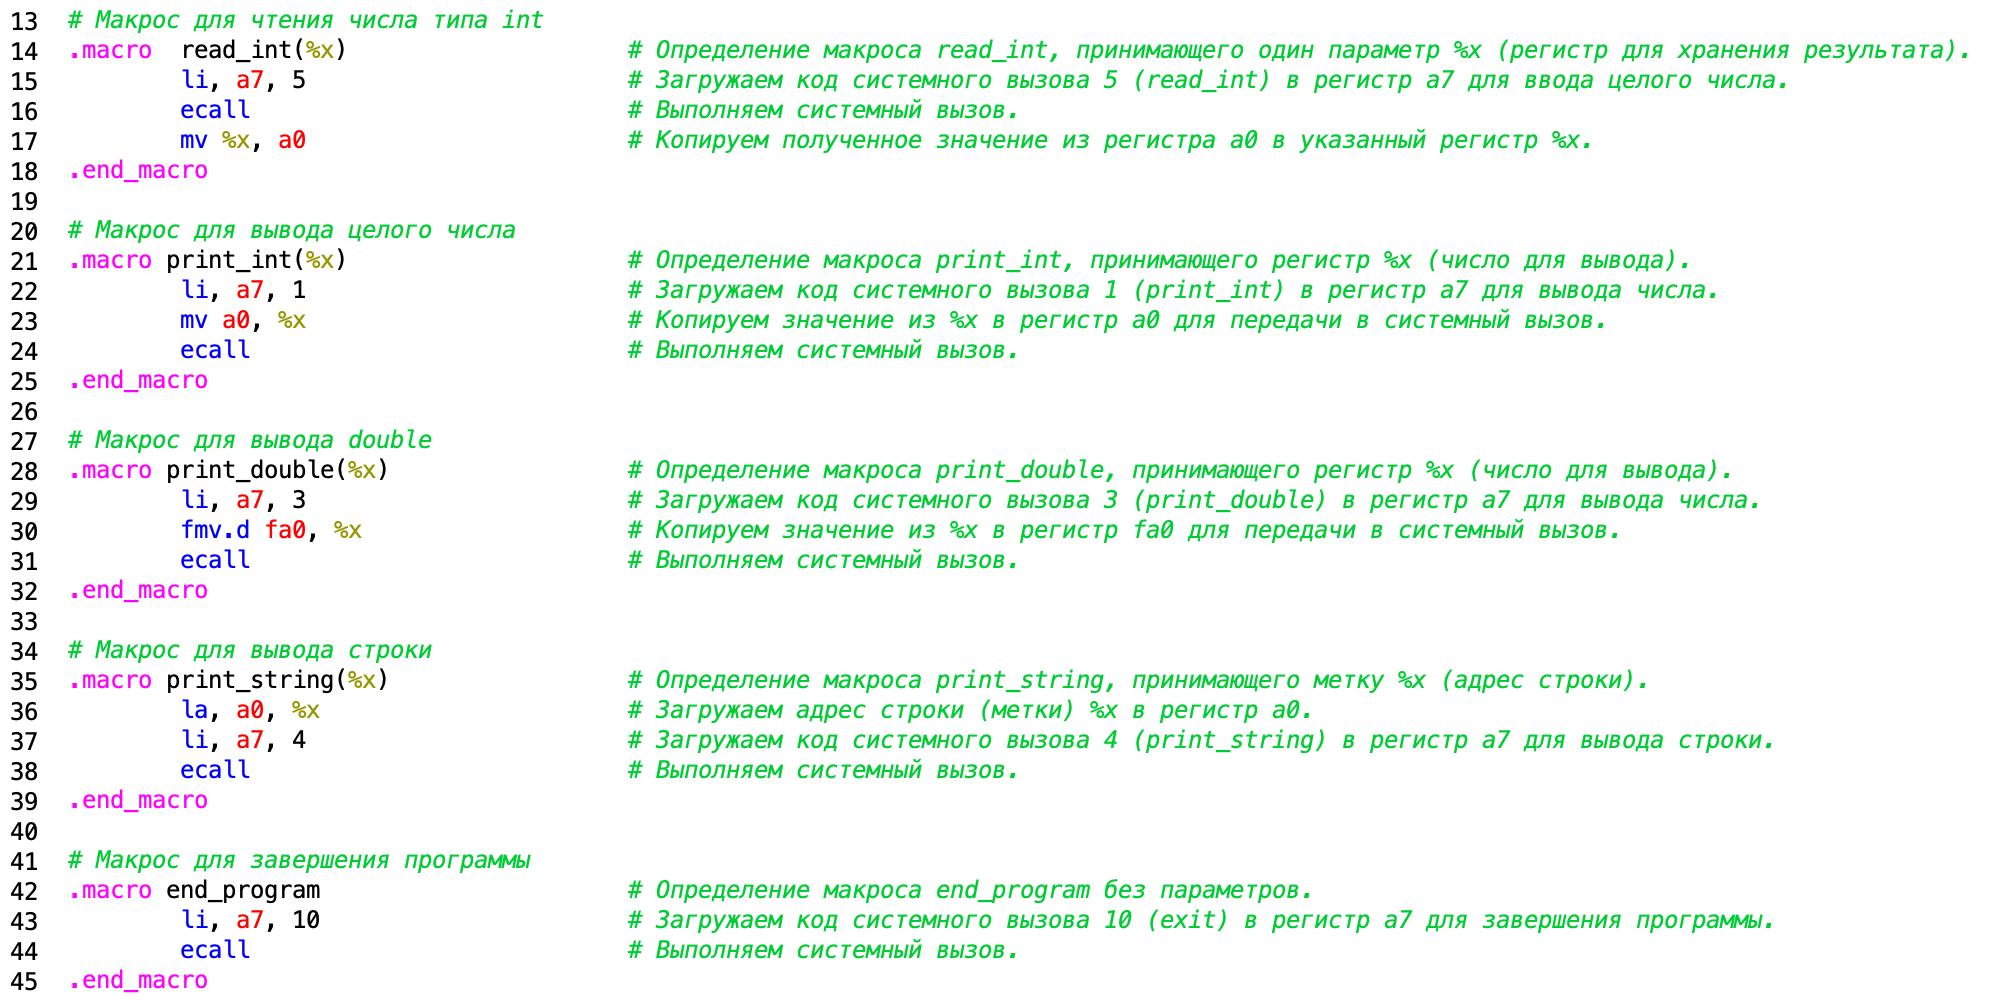 13 # Макрос для чтения числа типа int
14 .macro  read_int(%x) # Определение макроса read_int, принимающего один параметр %x (регистр для хранения результата).
15 li, a7, 5 # Загружаем код системного вызова 5 (read_int) в регистр a7 для ввода целого числа.
16 ecall # Выполняем системный вызов.
17 mv %x, a0 # Копируем полученное значение из регистра a0 в указанный регистр %x.
18 .end_macro
19
20 # Макрос для вывода целого числа
21 .macro print_int(%x) # Определение макроса print_int, принимающего регистр %x (число для вывода).
22 li, a7, 1 # Загружаем код системного вызова 1 (print_int) в регистр a7 для вывода числа.
23 mv a0, %x # Копируем значение из %x в регистр a0 для передачи в системный вызов.
24 ecall # Выполняем системный вызов.
25 .end_macro
26
27 # Макрос для вывода double
28 .macro print_double(%x) # Определение макроса print_double, принимающего регистр %x (число для вывода).
29 li, a7, 3 # Загружаем код системного вызова 3 (print_double) в регистр a7 для вывода числа.
30 fmv.d fa0, %x # Копируем значение из %x в регистр fa0 для передачи в системный вызов.
31 ecall # Выполняем системный вызов.
32 .end_macro
33
34 # Макрос для вывода строки
35 .macro print_string(%x) # Определение макроса print_string, принимающего метку %x (адрес строки).
36 la, a0, %x # Загружаем адрес строки (метки) %x в регистр a0.
37 li, a7, 4 # Загружаем код системного вызова 4 (print_string) в регистр a7 для вывода строки.
38 ecall # Выполняем системный вызов.
39 .end_macro
40
41 # Макрос для завершения программы
42 .macro end_program # Определение макроса end_program без параметров.
43 li, a7, 10 # Загружаем код системного вызова 10 (exit) в регистр a7 для завершения программы.
44 ecall # Выполняем системный вызов.
45 .end_macro